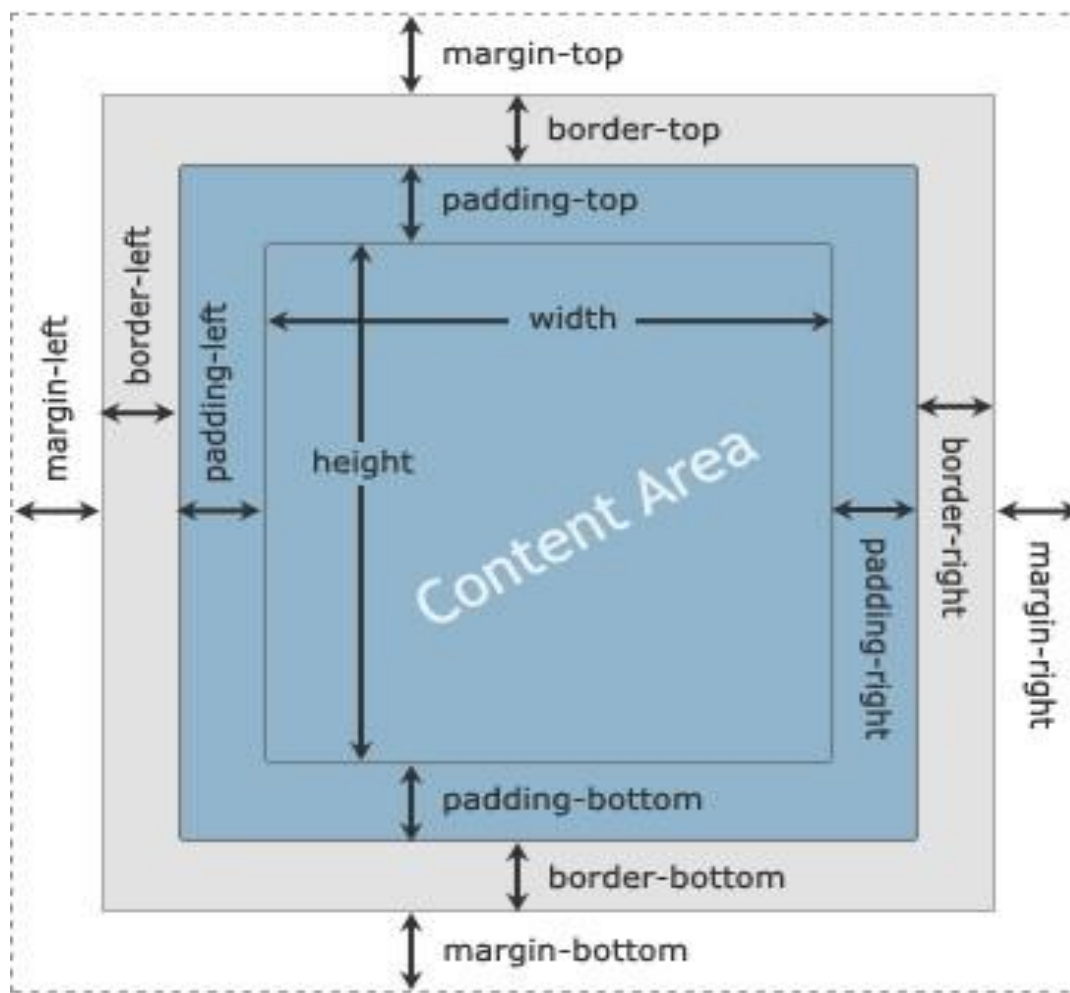 margin-top
border-top
padding-top
margin-left
border-left
padding-left
width
height
Content Area
padding-right
border-right
margin-right
padding-bottom
border-bottom
margin-bottom